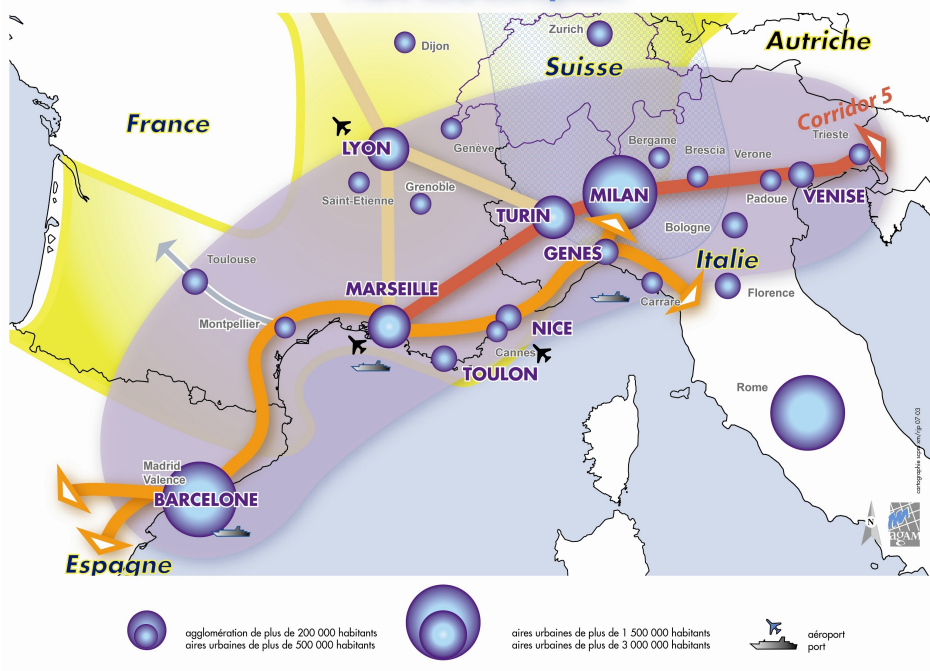 Zurich
Dijon
Autriche
Suisse
France
Corridor 5
Trieste
LYON
Genève
Bergame
Brescia
Verone
Saint-Etienne
Grenoble
MILAN
Padoue
VENISE
TURIN
Bologne
GENES
Italie
Toulouse
MARSEILLE
Carrare
Florence
Montpellier
NICE
Cannes
TOULON
Rome
Madrid
Valence
BARCELONE
Espagne
N
agAM
agglomération de plus de 200 000 habitants
aires urbaines de plus de 500 000 habitants
aires urbaines de plus de 1 500 000 habitants
aires urbaines de plus de 3 000 000 habitants
aéroport
port